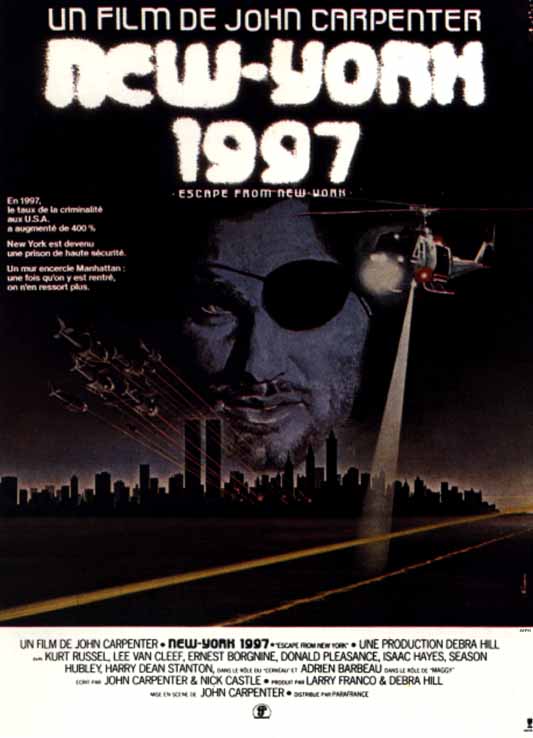 UN FILM DE JOHN CARPENTER
NEW-YORK
1997
· ESCAPE FROM NEW YORK ·
En 1997,
le taux de la criminalité
aux U.S.A.
a augmenté de 400 %
New York est devenu
une prison de haute sécurité.
Un mur encercle Manhattan :
une fois qu'on y est rentré,
on n'en ressort plus.
UN FILM DE JOHN CARPENTER • NEW-YORK 1997 • "ESCAPE FROM NEW YORK" • UNE PRODUCTION DEBRA HILL
AVEC KURT RUSSEL, LEE VAN CLEEF, ERNEST BORGNINE, DONALD PLEASANCE, ISAAC HAYES, SEASON
HUBLEY, HARRY DEAN STANTON, DANS LE RÔLE DU "CERVEAU" ET ADRIEN BARBEAU DANS LE RÔLE DE "MAGGY"
ECRIT PAR JOHN CARPENTER & NICK CASTLE • PRODUIT PAR LARRY FRANCO & DEBRA HILL
MISE EN SCENE DE JOHN CARPENTER • DISTRIBUE PAR PARAFRANCE